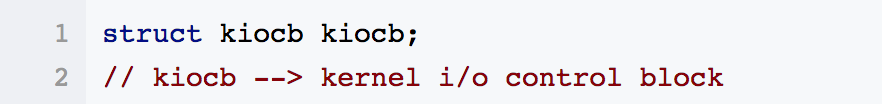 1 struct kiocb kiocb;
2 // kiocb --> kernel i/o control block